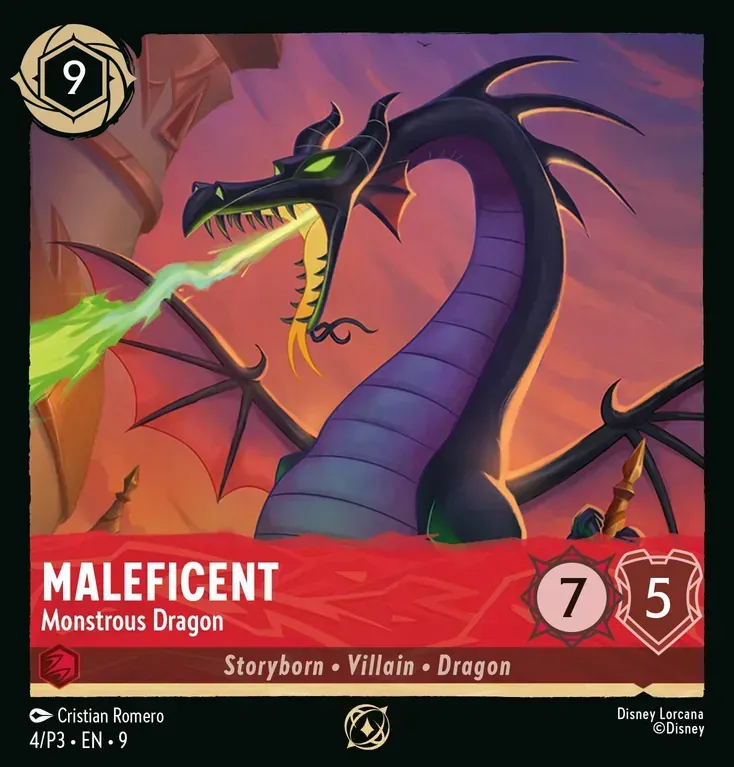 9
MALEFICENT
Monstrous Dragon
7
5
Storyborn • Villain • Dragon
Cristian Romero
Disney Lorcana
4/P3 • EN • 9
©Disney